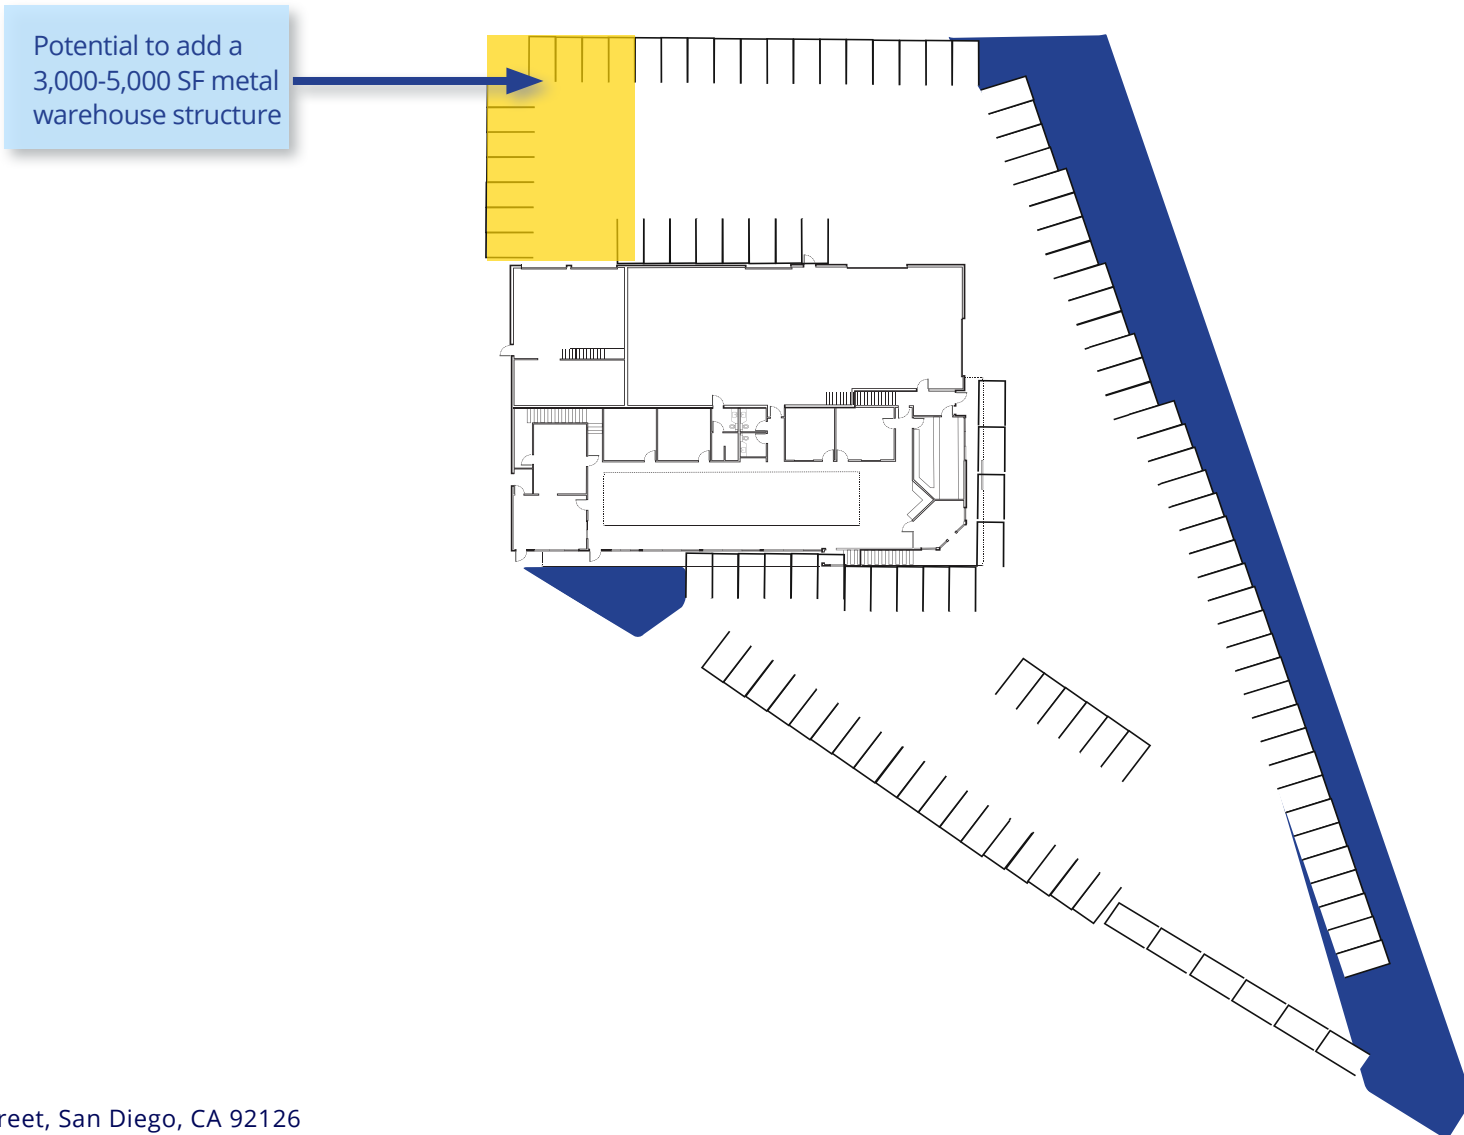 Potential to add a
3,000-5,000 SF metal
warehouse structure
reet, San Diego, CA 92126